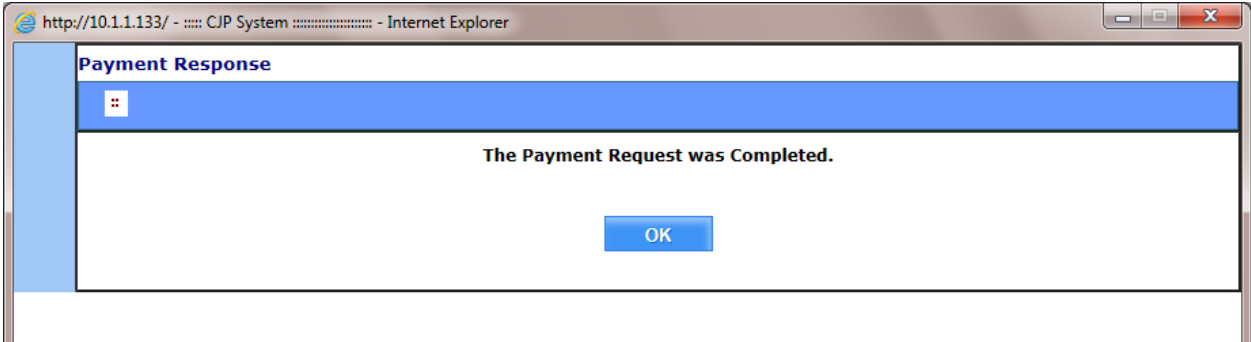 http://10.1.1.133/ - ::::: CJP System :::::::::::::::::::::: - Internet Explorer
Payment Response
::
The Payment Request was Completed.
OK